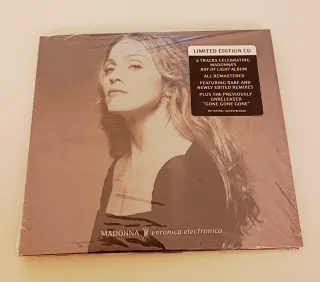 LIMITED-EDITION CD
8 TRACKS CELEBRATING
MADONNA'S
RAY OF LIGHT ALBUM
ALL REMASTERED
FEATURING RARE AND
NEWLY EDITED REMIXES
PLUS THE PREVIOUSLY
UNRELEASED
"GONE GONE GONE"
MADONNA
veronica electronica